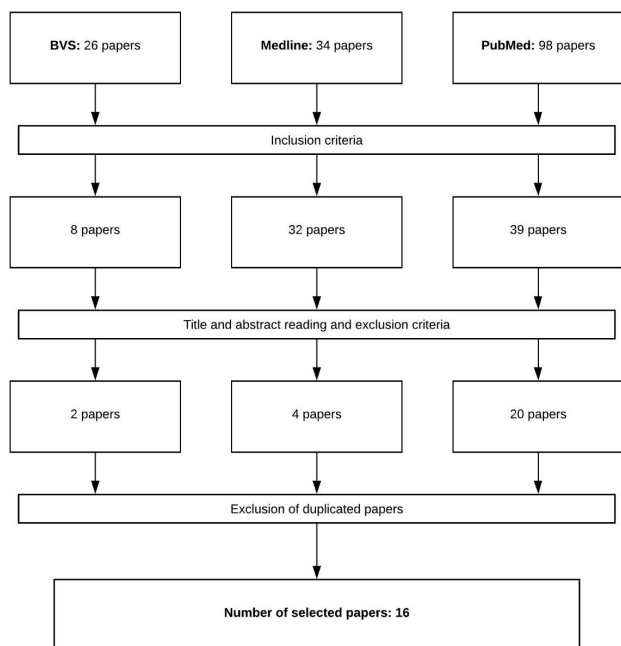 BVS: 26 papers
Medline: 34 papers
PubMed: 98 papers
Inclusion criteria
8 papers
32 papers
39 papers
Title and abstract reading and exclusion criteria
2 papers
4 papers
20 papers
Exclusion of duplicated papers
Number of selected papers: 16